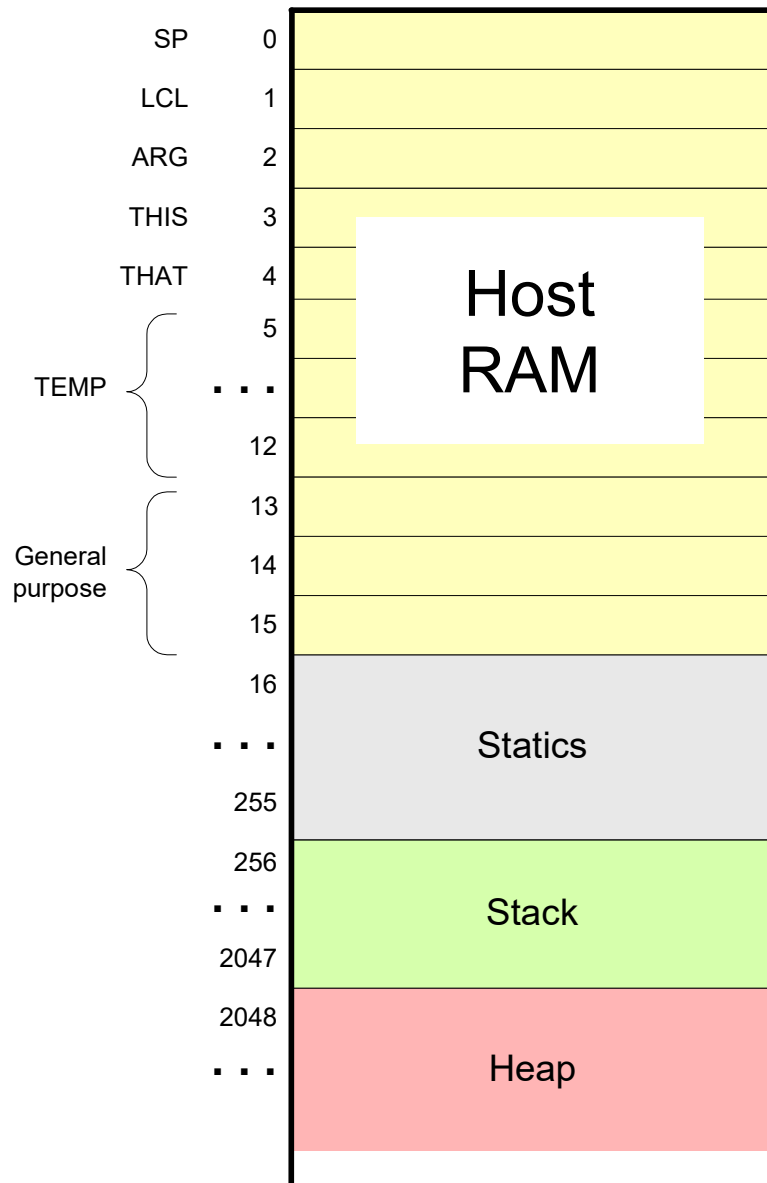 SP 0
LCL 1
ARG 2
THIS 3
THAT 4
Host
RAM
5
TEMP ...
12
13
General
purpose
14
15
16
... Statics
255
256
... Stack
2047
2048
... Heap